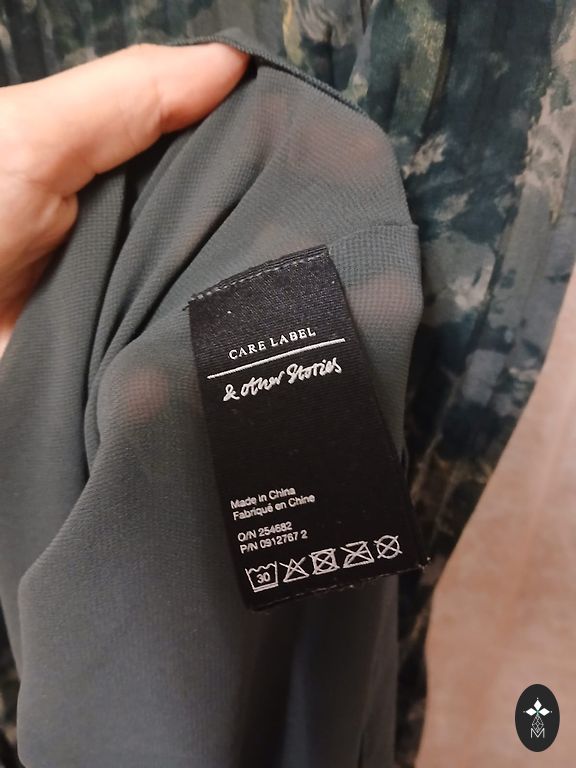 CARE LABEL
& other Stories
Made in China
Fabriqué en Chine
O/N 254682
P/N 0912767 2
30
M